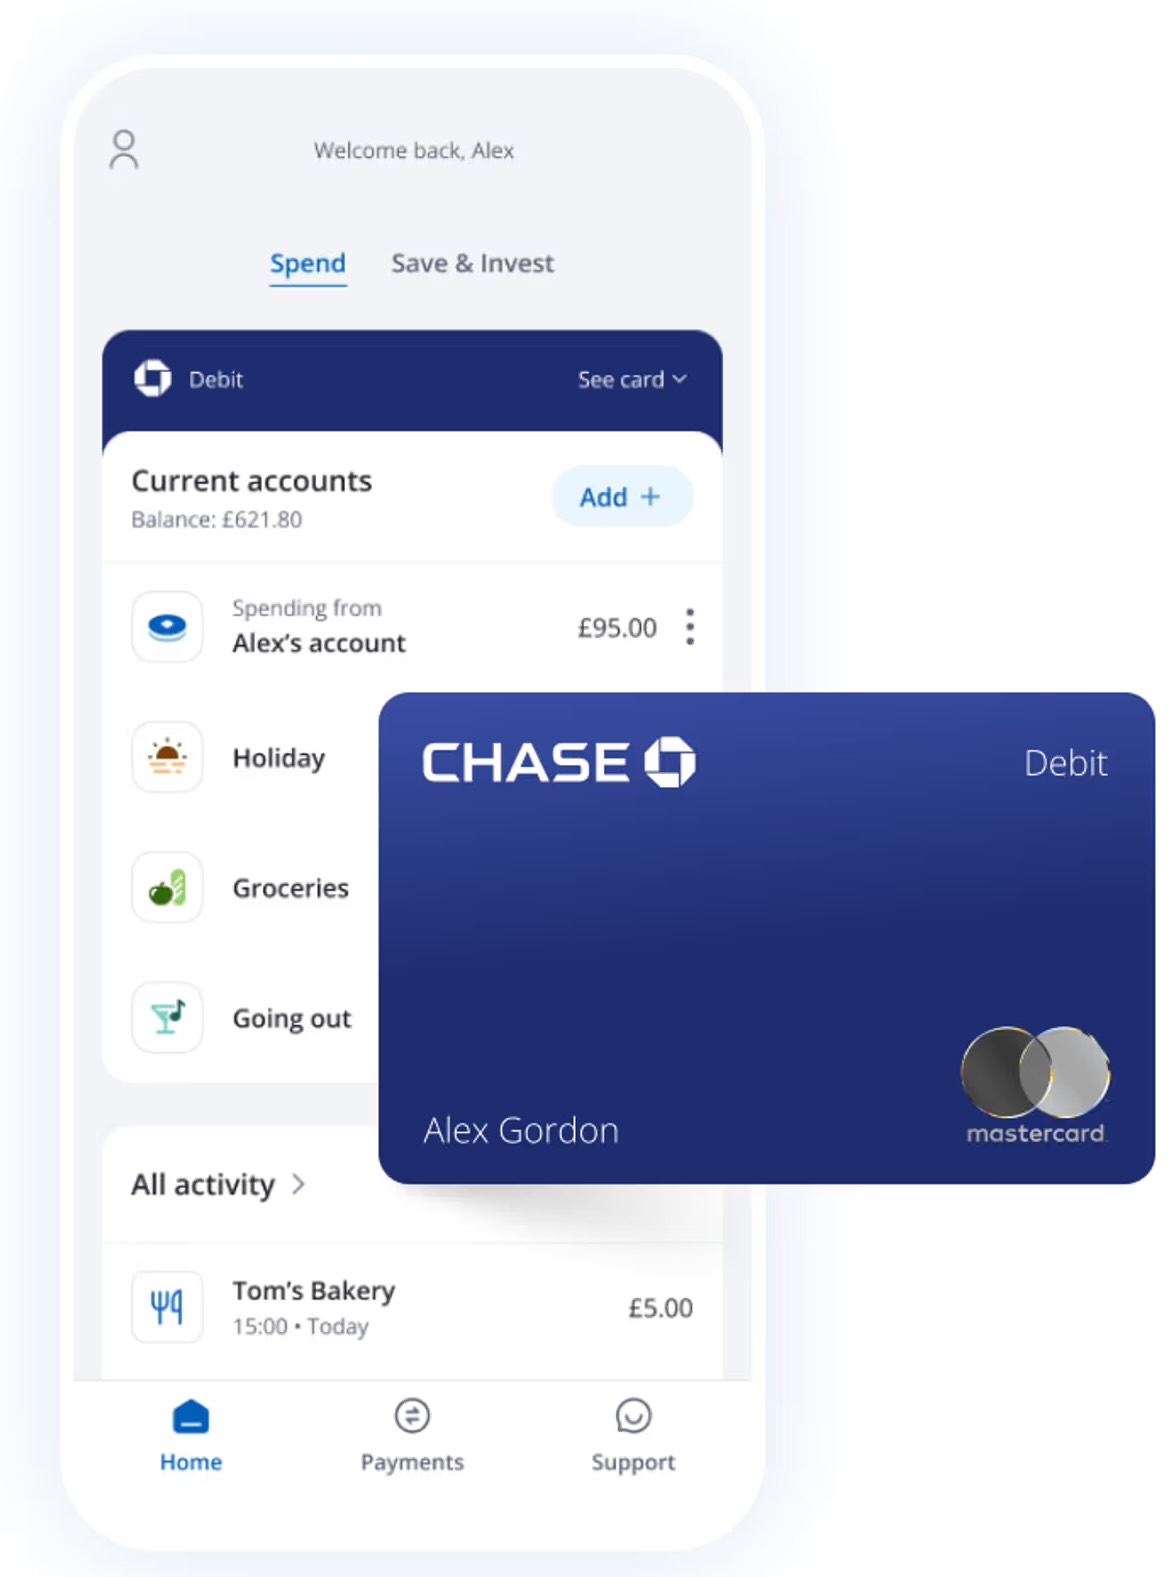 Welcome back, Alex
Spend Save & Invest
Debit See card
Current accounts
Balance: £621.80
Add +
Spending from
Alex’s account
£95.00
Holiday
Groceries
Going out
CHASE Debit
Alex Gordon
mastercard
All activity >
Tom’s Bakery
15:00 • Today
£5.00
Home Payments Support